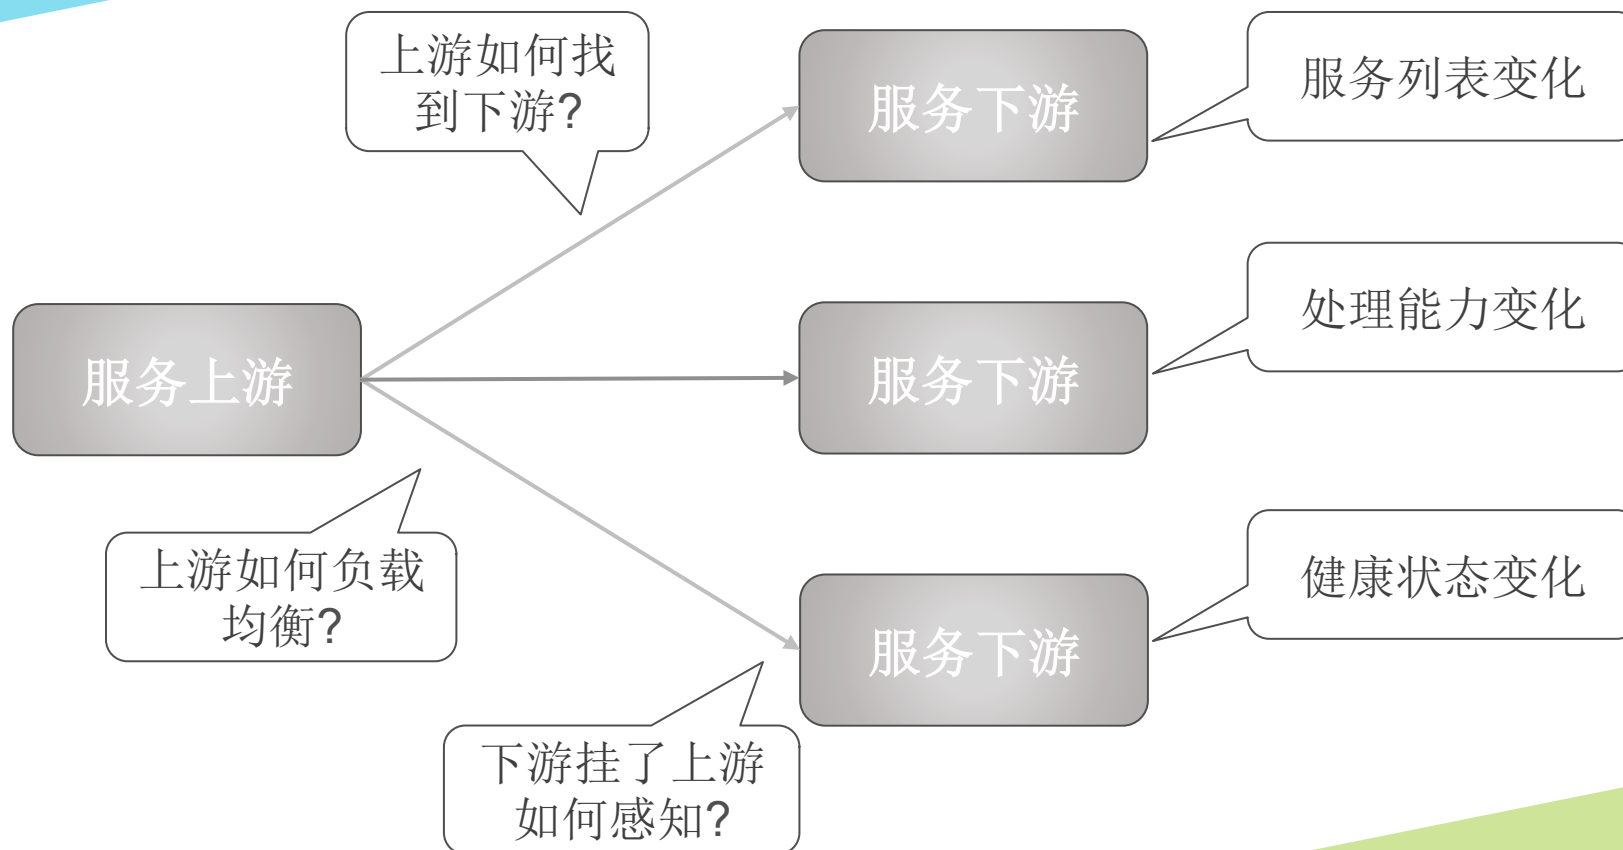 上游如何找
到下游?
服务下游
服务列表变化
服务上游
服务下游
处理能力变化
上游如何负载
均衡?
服务下游
健康状态变化
下游挂了上游
如何感知?